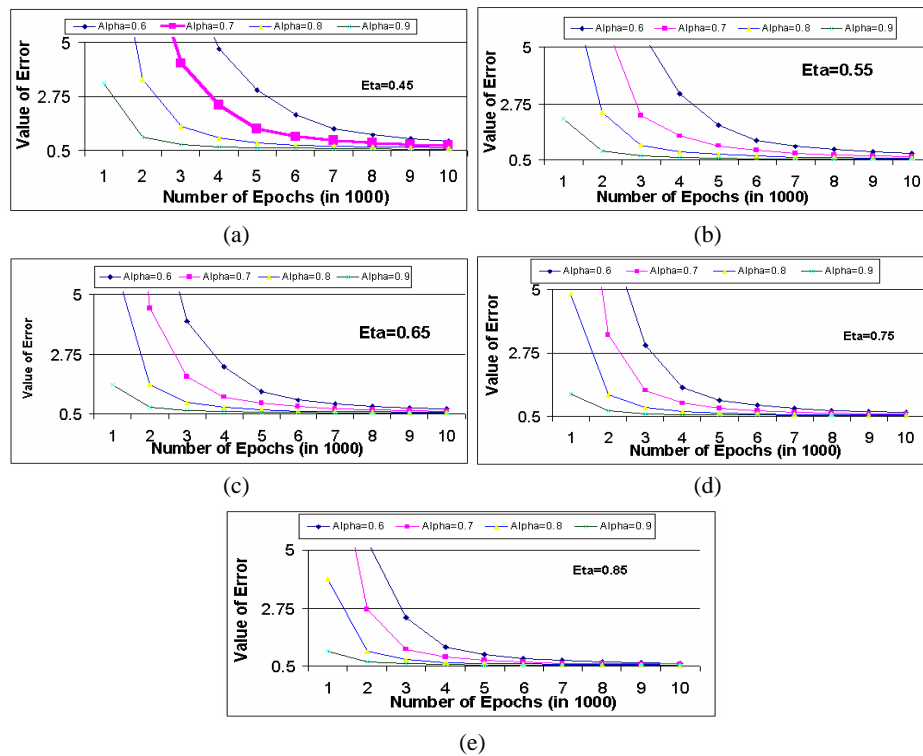 Alpha=0.6 Alpha=0.7 Alpha=0.8 Alpha=0.9
5
2.75
0.5
Value of Error
Eta=0.45
1 2 3 4 5 6 7 8 9 10
Number of Epochs (in 1000)
(a)
Alpha=0.6 Alpha=0.7 Alpha=0.8 Alpha=0.9
5
2.75
0.5
Value of Error
Eta=0.55
1 2 3 4 5 6 7 8 9 10
Number of Epochs (in 1000)
(b)
Alpha=0.6 Alpha=0.7 Alpha=0.8 Alpha=0.9
5
2.75
0.5
Value of Error
Eta=0.65
1 2 3 4 5 6 7 8 9 10
Number of Epochs (in 1000)
(c)
Alpha=0.6 Alpha=0.7 Alpha=0.8 Alpha=0.9
5
2.75
0.5
Value of Error
Eta=0.75
1 2 3 4 5 6 7 8 9 10
Number of Epochs (in 1000)
(d)
Alpha=0.6 Alpha=0.7 Alpha=0.8 Alpha=0.9
5
2.75
0.5
Value of Error
Eta=0.85
1 2 3 4 5 6 7 8 9 10
Number of Epochs (in 1000)
(e)